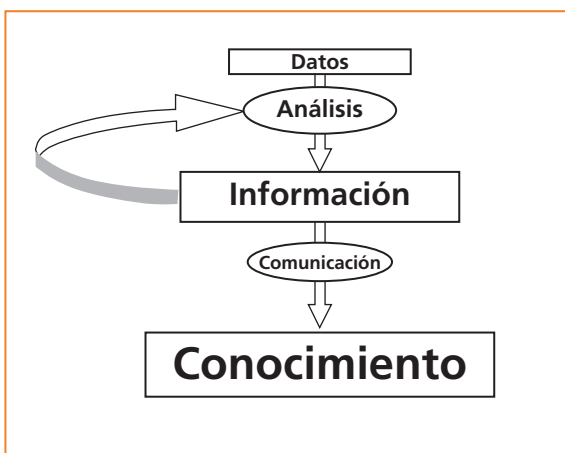 Datos
Análisis
Información
Comunicación
Conocimiento